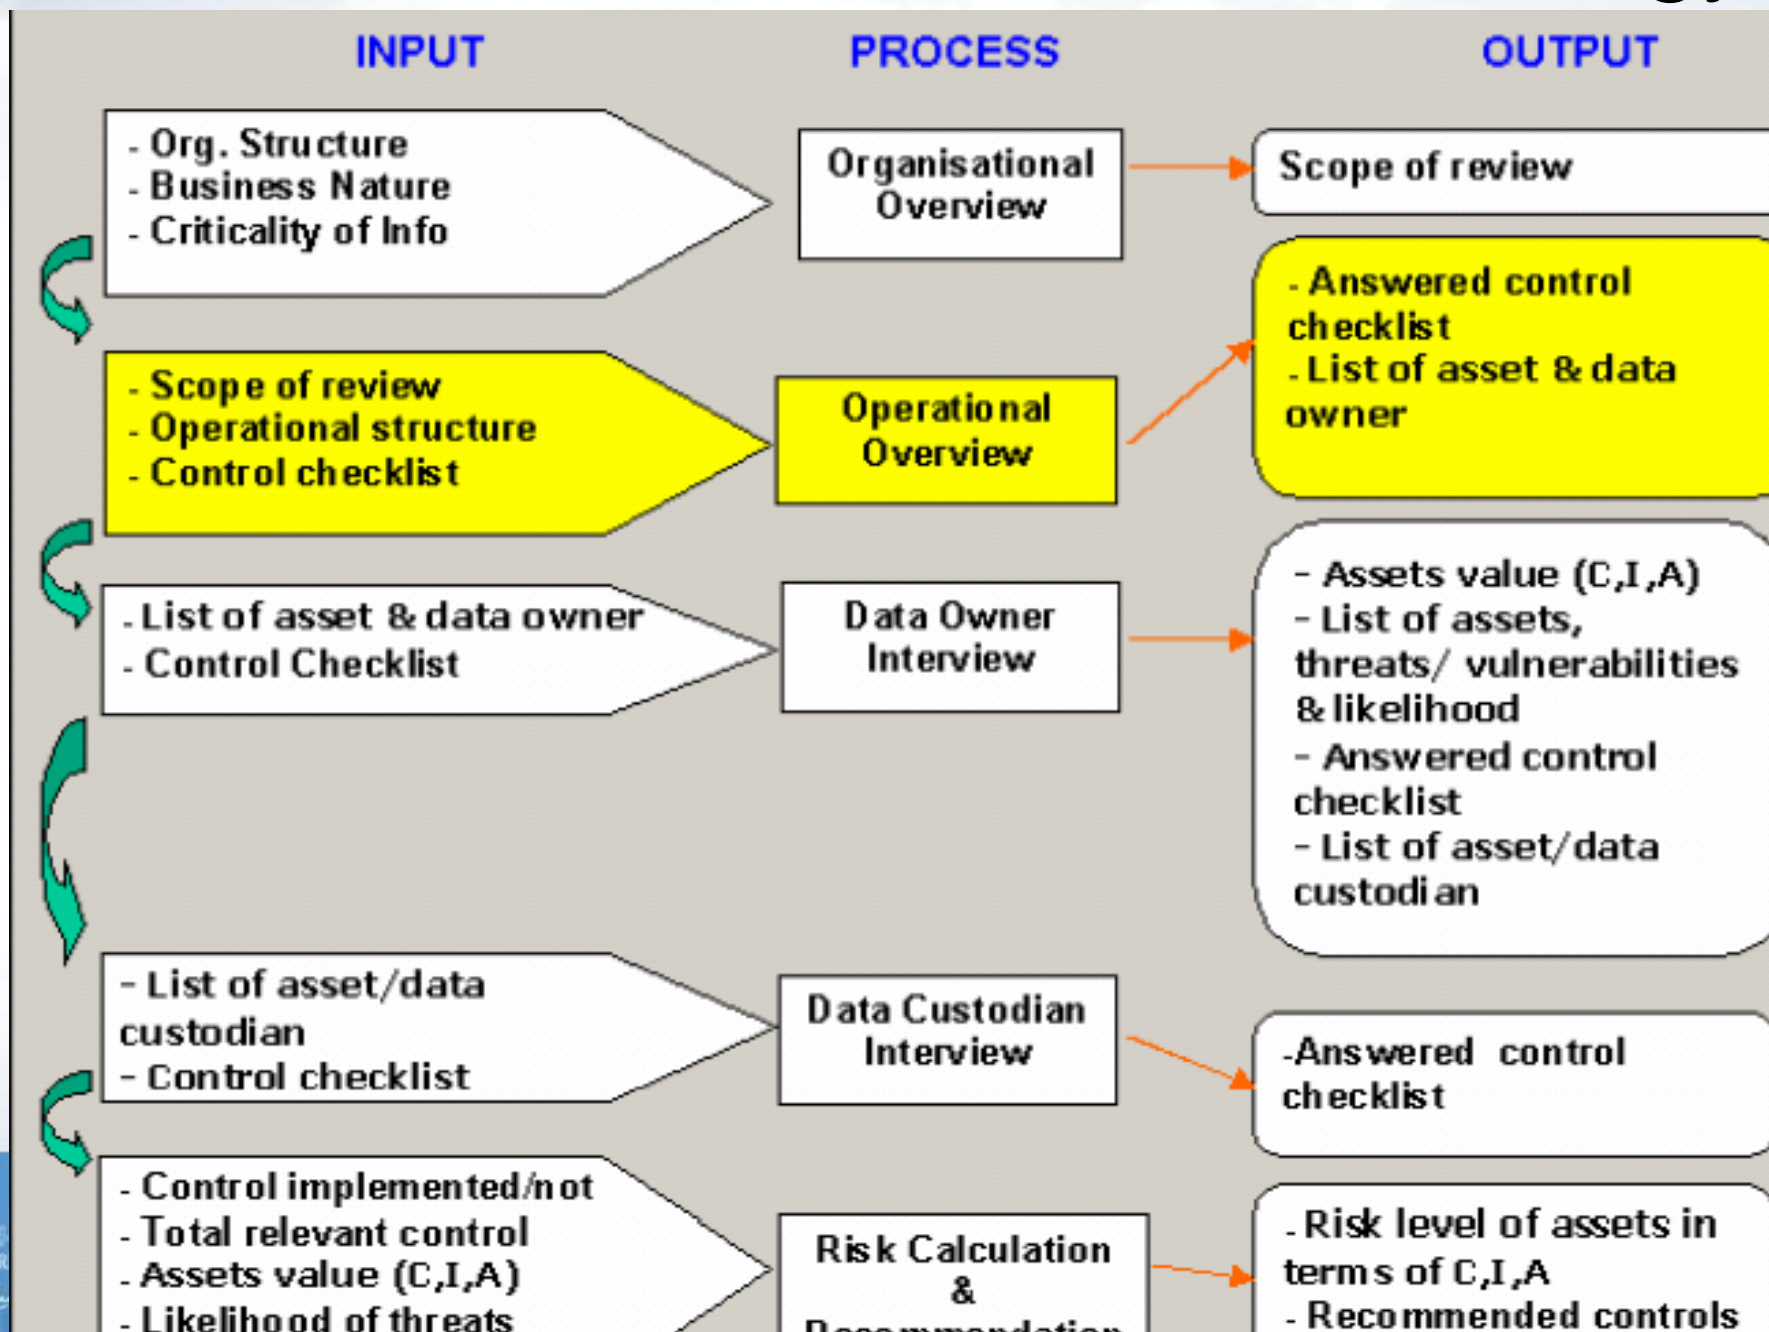 INPUT
PROCESS
OUTPUT
- Org. Structure
- Business Nature
- Criticality of Info
Organisational
Overview
Scope of review
- Scope of review
- Operational structure
- Control checklist
Operational
Overview
- Answered control
checklist
- List of asset & data
owner
- List of asset & data owner
- Control Checklist
Data Owner
Interview
- Assets value (C,I,A)
- List of assets,
threats/ vulnerabilities
& likelihood
- Answered control
checklist
- List of asset/data
custodian
- List of asset/data
custodian
- Control checklist
Data Custodian
Interview
-Answered control
checklist
- Control implemented/not
- Total relevant control
- Assets value (C,I,A)
- Likelihood of threats
Risk Calculation
&
Recommendation
- Risk level of assets in
terms of C,I,A
- Recommended controls